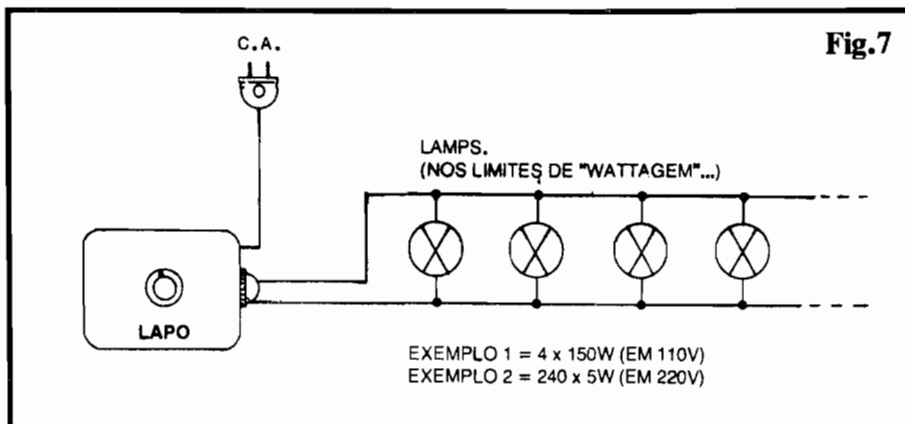 Fig.7
C.A.
LAMPS.
(NOS LIMITES DE "WATTAGEM"...)
LAPO
EXEMPLO 1 = 4 x 150W (EM 110V)
EXEMPLO 2 = 240 x 5W (EM 220V)